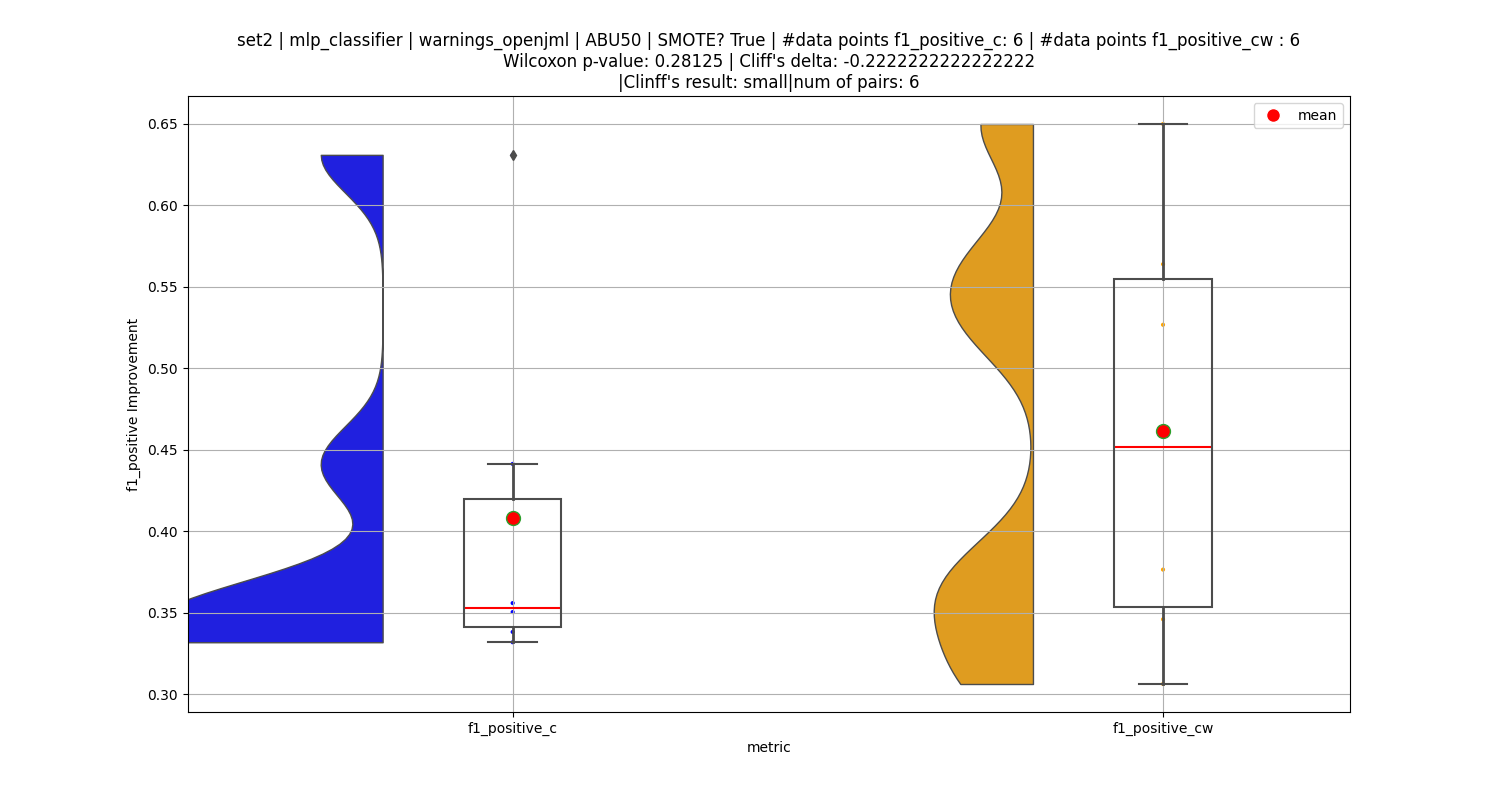 set2 | mlp_classifier | warnings_openjml | ABU50 | SMOTE? True | #data points f1_positive_c: 6 | #data points f1_positive_cw : 6
Wilcoxon p-value: 0.28125 | Cliff's delta: -0.2222222222222222
|Clinff's result: small|num of pairs: 6
mean
0.65
0.60
0.55
0.50
0.45
0.40
0.35
0.30
f1_positive Improvement
f1_positive_c
f1_positive_cw
metric